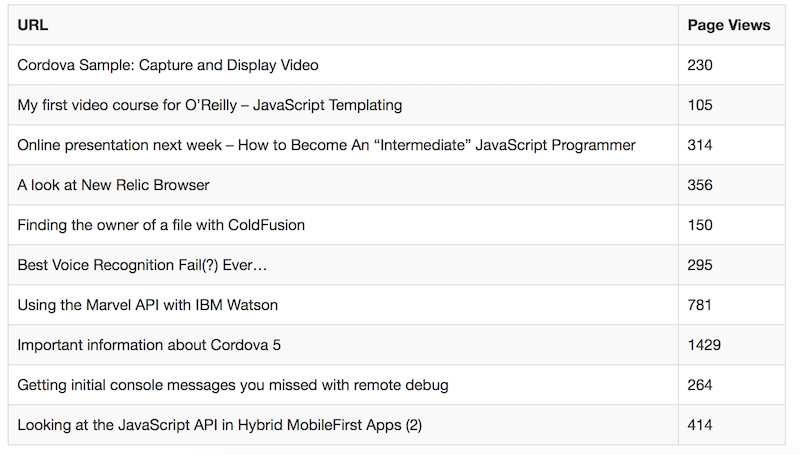 URL Page Views
Cordova Sample: Capture and Display Video 230
My first video course for O’Reilly – JavaScript Templating 105
Online presentation next week – How to Become An “Intermediate” JavaScript Programmer 314
A look at New Relic Browser 356
Finding the owner of a file with ColdFusion 150
Best Voice Recognition Fail(?) Ever… 295
Using the Marvel API with IBM Watson 781
Important information about Cordova 5 1429
Getting initial console messages you missed with remote debug 264
Looking at the JavaScript API in Hybrid MobileFirst Apps (2) 414